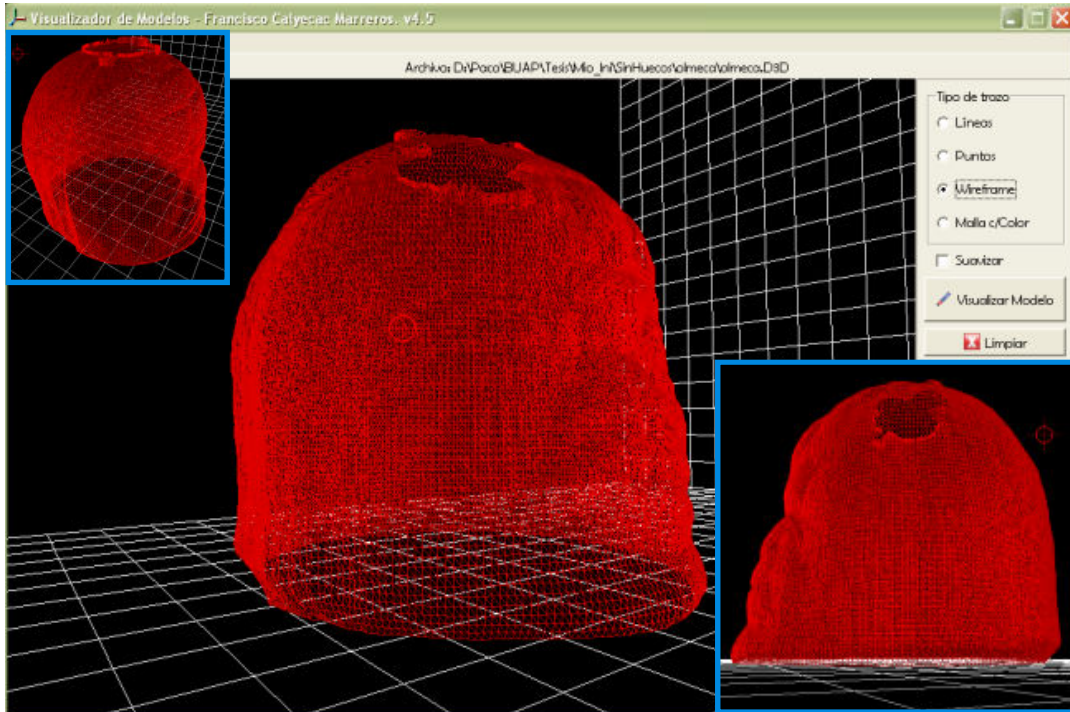 Visualizador de Modelos - Francisco Calyecac Marreros. v4.5
Archivo: D:\Paco\BUAP\Tesis\Mio_Ini\SinHuecos\olmeca\olmeca.D3D
Tipo de trazo
Líneas
Puntos
Wireframe
Malla c/Color
Suavizar
Visualizar Modelo
Limpiar